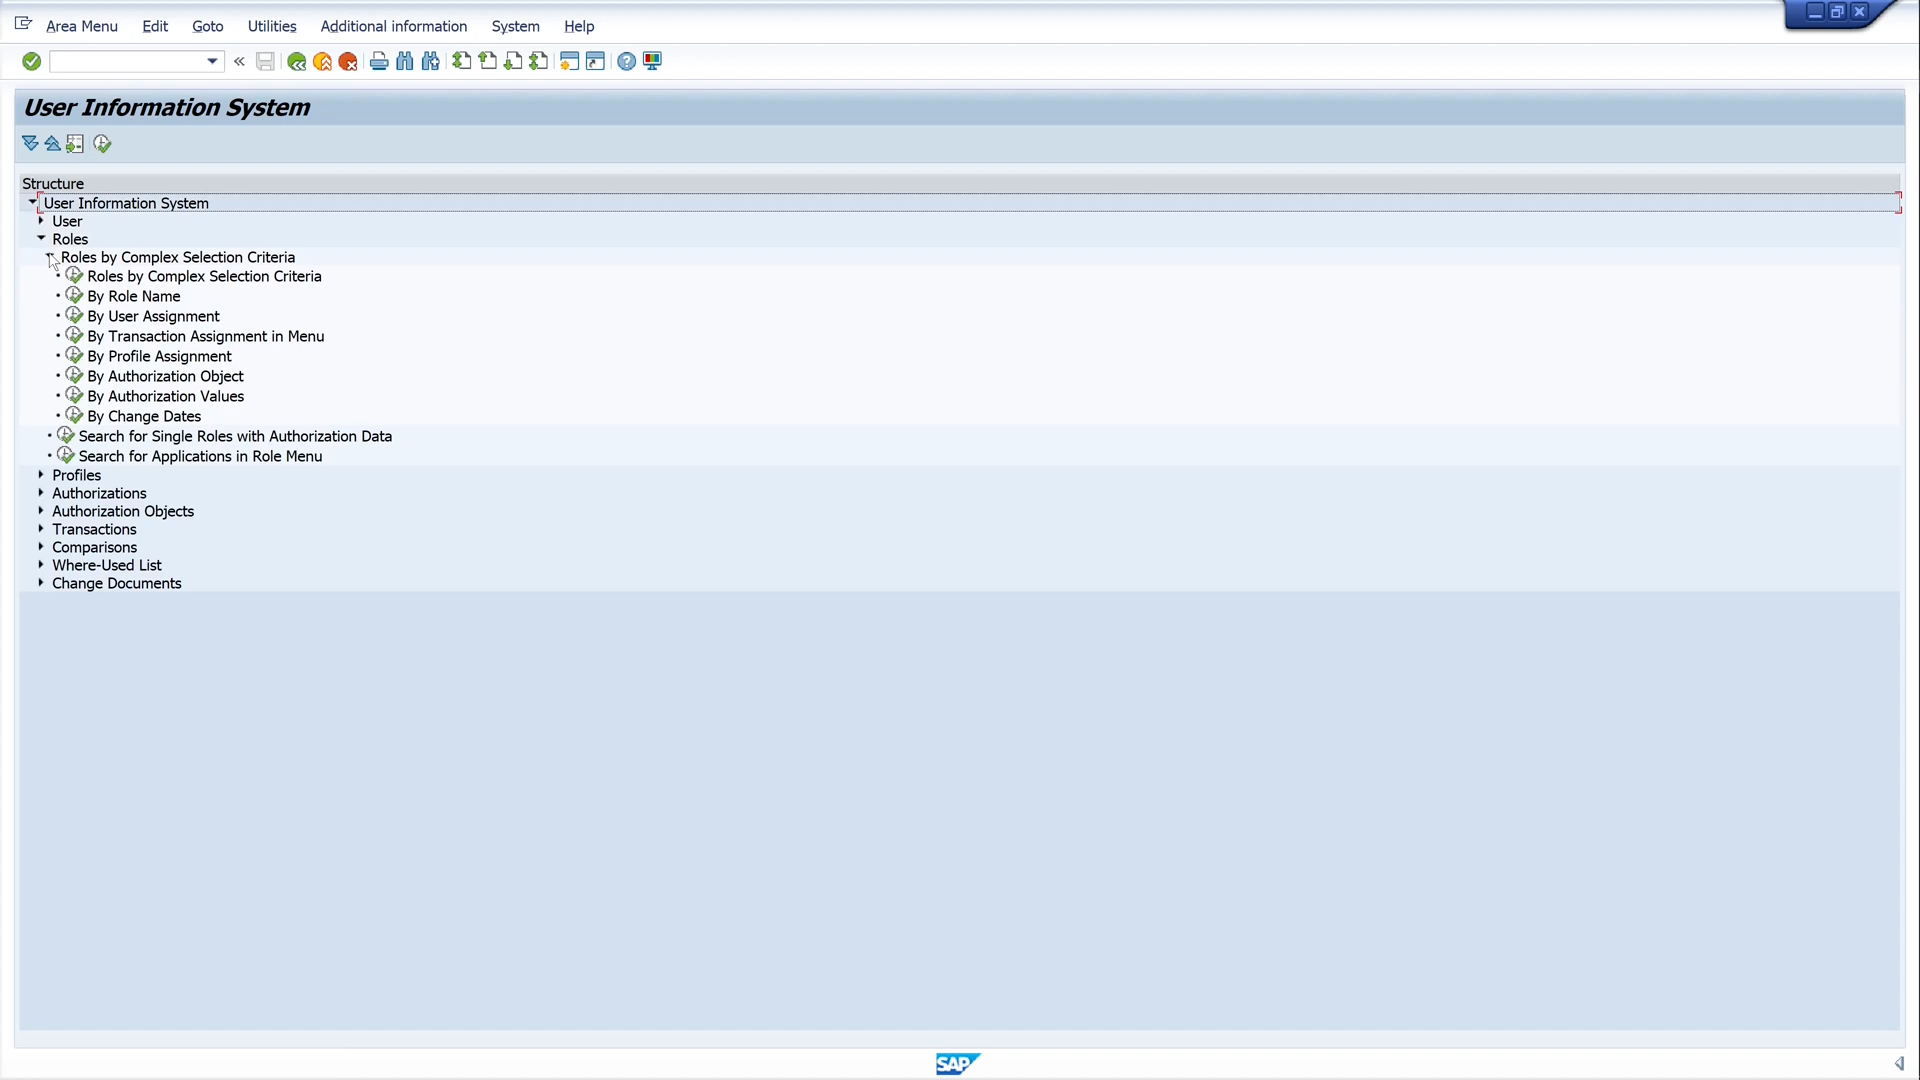 Area Menu Edit Goto Utilities Additional information System Help
User Information System
Structure
User Information System
User
Roles
Roles by Complex Selection Criteria
Roles by Complex Selection Criteria
By Role Name
By User Assignment
By Transaction Assignment in Menu
By Profile Assignment
By Authorization Object
By Authorization Values
By Change Dates
Search for Single Roles with Authorization Data
Search for Applications in Role Menu
Profiles
Authorizations
Authorization Objects
Transactions
Comparisons
Where-Used List
Change Documents
SAP